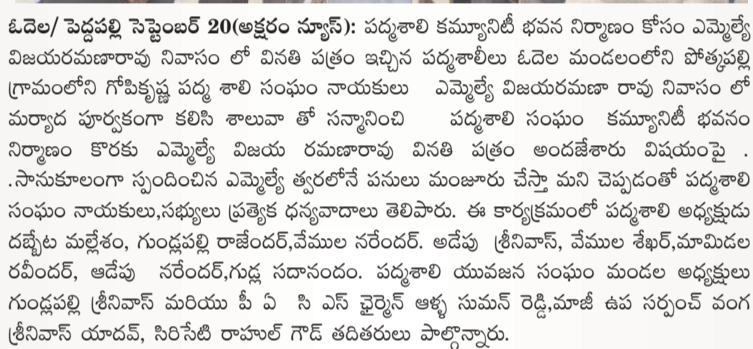 ఓదెల/ పెద్దపల్లి సెప్టెంబర్ 20(అక్షరం న్యూస్): పద్మశాలి కమ్యూనిటీ భవన నిర్మాణం కోసం ఎమ్మెల్యే
విజయరమణారావు నివాసం లో వినతి పత్రం ఇచ్చిన పద్మశాలీలు ఓదెల మండలంలోని పోత్కపల్లి
గ్రామంలోని గోపికృష్ణ పద్మ శాలి సంఘం నాయకులు ఎమ్మెల్యే విజయరమణా రావు నివాసం లో
మర్యాద పూర్వకంగా కలిసి శాలువా తో సన్మానించి పద్మశాలి సంఘం కమ్యూనిటీ భవనం
నిర్మాణం కొరకు ఎమ్మెల్యే విజయ రమణారావు వినతి పత్రం అందజేశారు విషయంపై .
.సానుకూలంగా స్పందించిన ఎమ్మెల్యే త్వరలోనే పనులు మంజూరు చేస్తా మని చెప్పడంతో పద్మశాలి
సంఘం నాయకులు,సభ్యులు ప్రత్యెక ధన్యవాదాలు తెలిపారు. ఈ కార్యక్రమంలో పద్మశాలి అధ్యక్షుడు
దబ్బేట మల్లేశం, గుండ్లపల్లి రాజేందర్,వేముల నరేందర్. అడేపు శ్రీనివాస్, వేముల శేఖర్,మామిడల
రవీందర్, ఆడేపు నరేందర్,గుడ్ల సదానందం. పద్మశాలి యువజన సంఘం మండల అధ్యక్షులు
గుండ్లపల్లి శ్రీనివాస్ మరియు పీ ఏ సి ఎస్ ఛైర్మెన్ ఆళ్ళ సుమన్ రెడ్డి,మాజీ ఉప సర్పంచ్ వంగ
శ్రీనివాస్ యాదవ్, సిరిసేటి రాహుల్ గౌడ్ తదితరులు పాల్గొన్నారు.